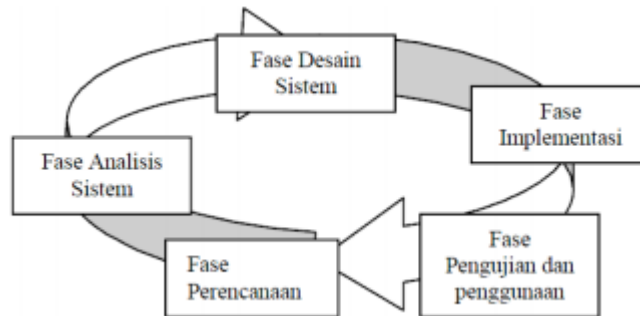 Fase Desain
Sistem
Fase
Implementasi
Fase Analisis
Sistem
Fase
Perencanaan
Fase
Pengujian dan
penggunaan